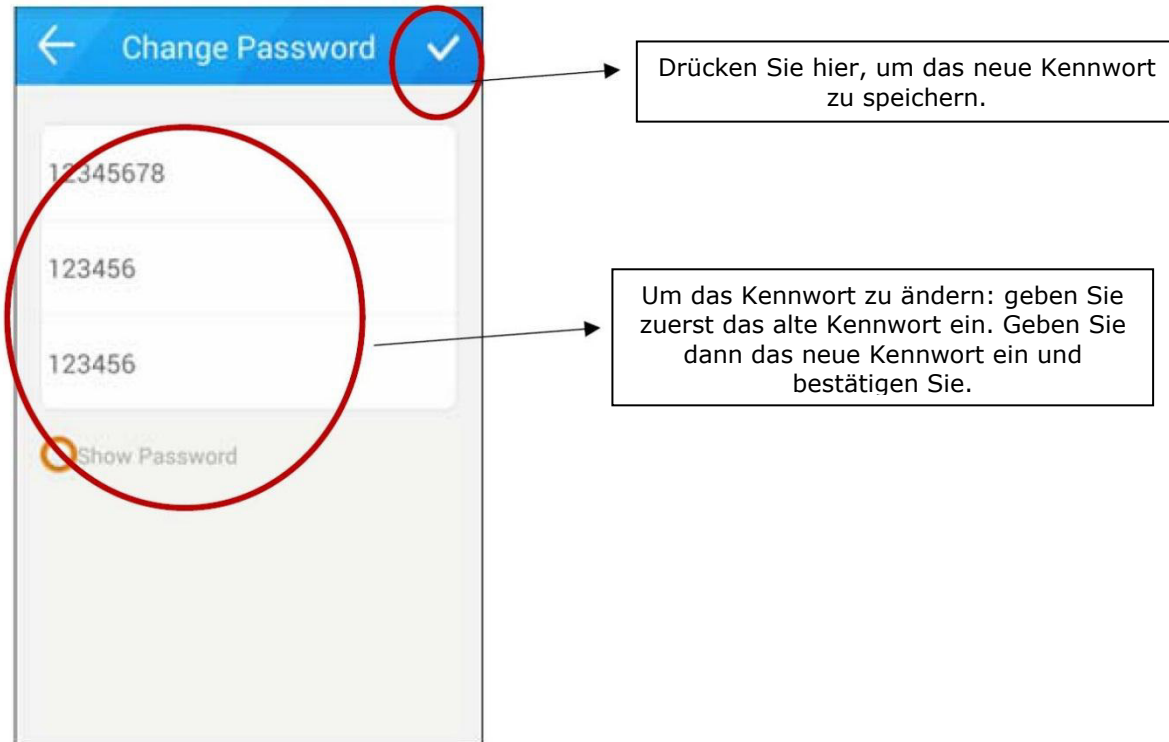 Change Password
Drücken Sie hier, um das neue Kennwort
zu speichern.
12345678
123456
123456
Show Password
Um das Kennwort zu ändern: geben Sie
zuerst das alte Kennwort ein. Geben Sie
dann das neue Kennwort ein und
bestätigen Sie.